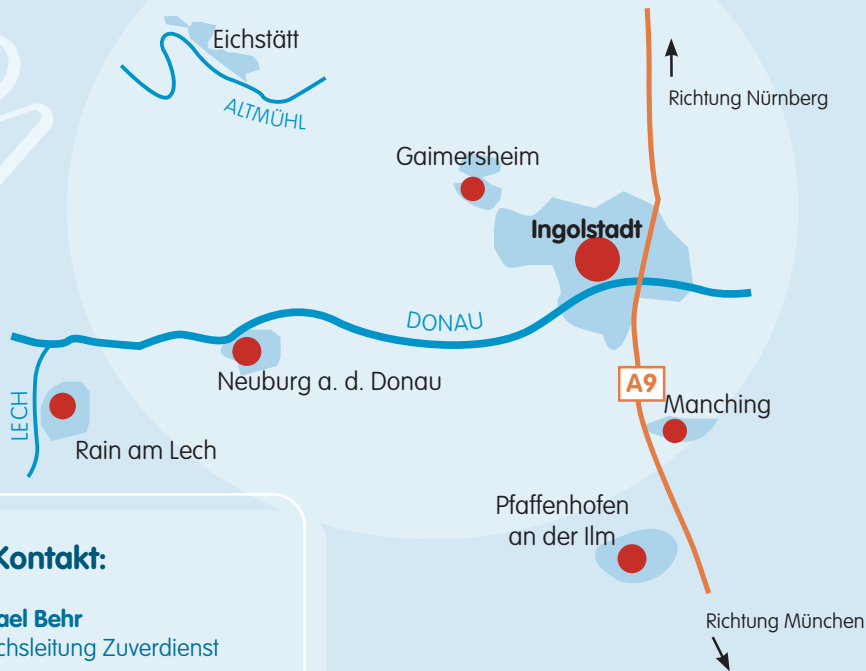 Eichstätt
ALTMÜHL
Richtung Nürnberg
Gaimersheim
Ingolstadt
DONAU
Neuburg a. d. Donau
A9
Manching
LECH
Rain am Lech
Pfaffenhofen
an der Ilm
Kontakt:
ael Behr
chsleitung Zuverdienst
Richtung München